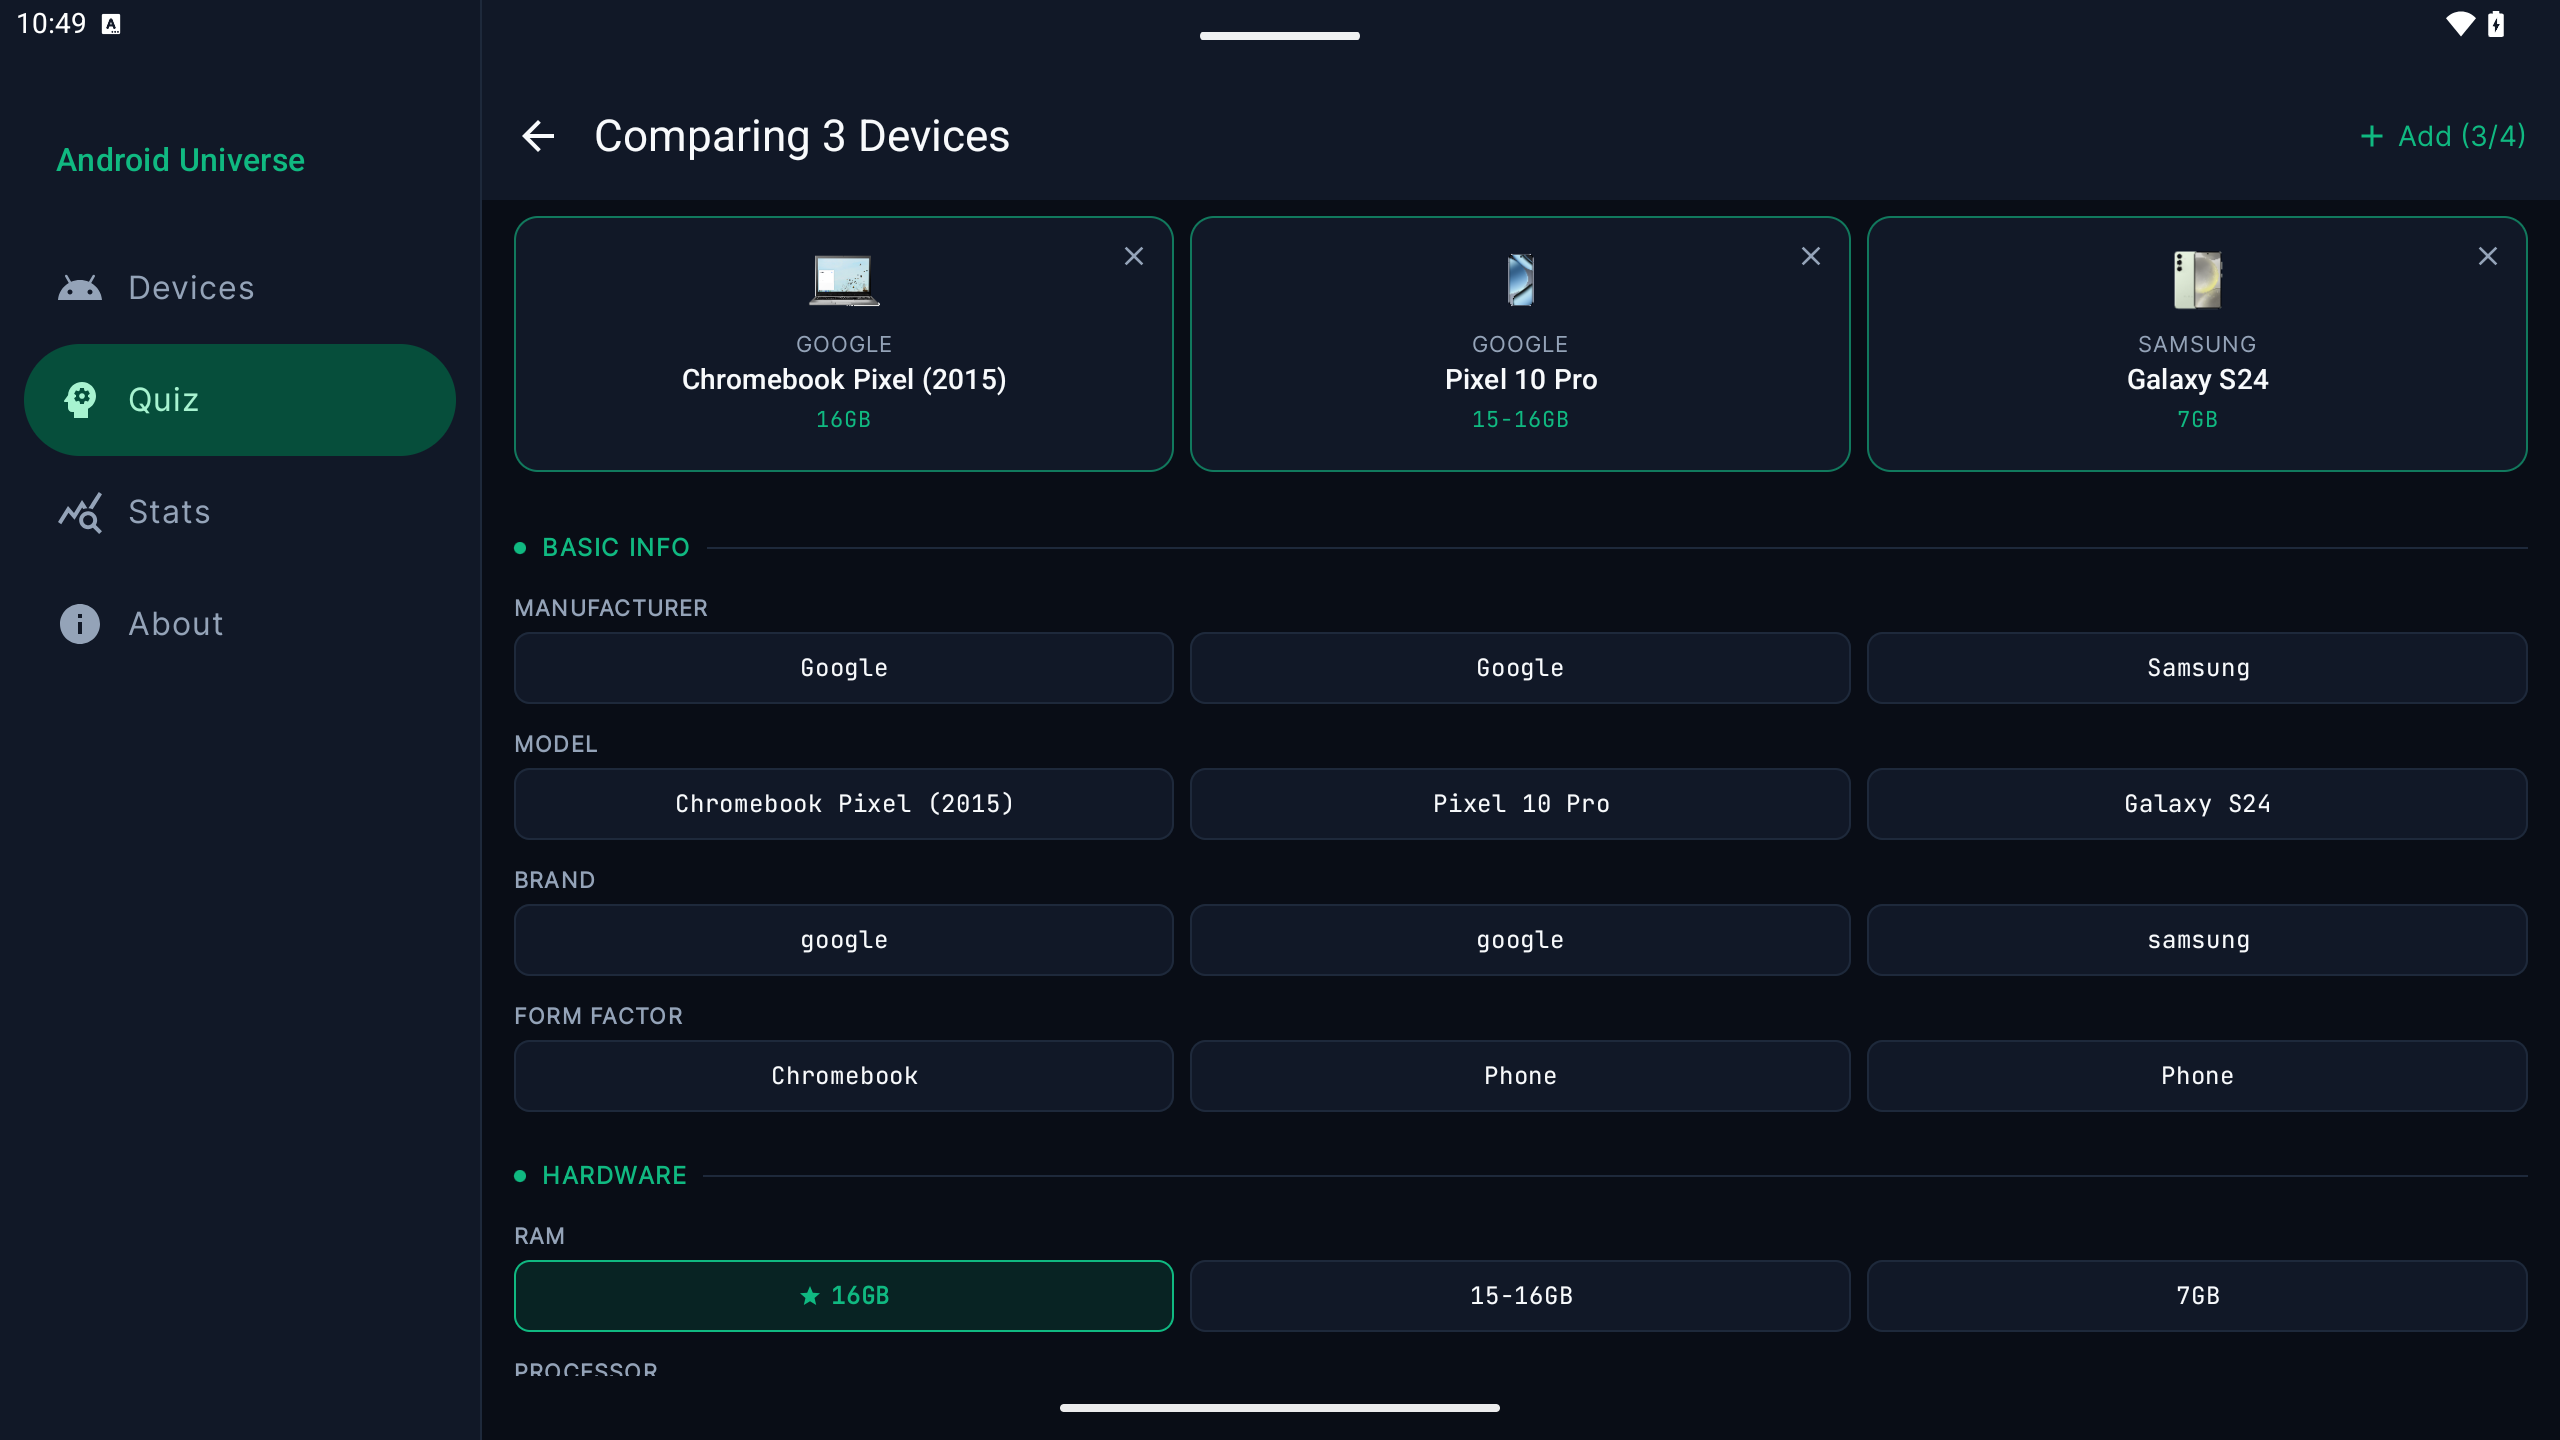 10:49
Android Universe
Devices
Quiz
Stats
About
Comparing 3 Devices
+ Add (3/4)
GOOGLE
Chromebook Pixel (2015)
16GB
GOOGLE
Pixel 10 Pro
15-16GB
SAMSUNG
Galaxy S24
7GB
BASIC INFO
MANUFACTURER
Google Google Samsung
MODEL
Chromebook Pixel (2015) Pixel 10 Pro Galaxy S24
BRAND
google google samsung
FORM FACTOR
Chromebook Phone Phone
HARDWARE
RAM
★ 16GB 15-16GB 7GB
PROCESSOR